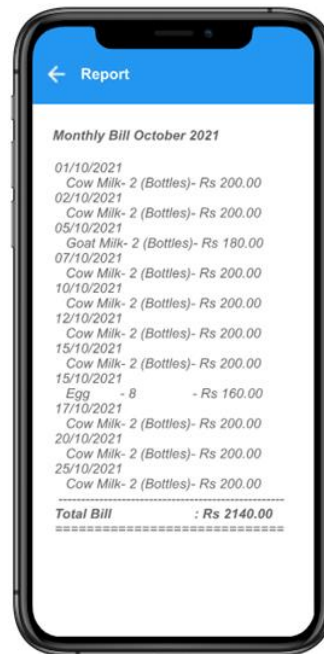 Report
Monthly Bill October 2021
01/10/2021
Cow Milk- 2 (Bottles)- Rs 200.00
02/10/2021
Cow Milk- 2 (Bottles)- Rs 200.00
05/10/2021
Goat Milk- 2 (Bottles)- Rs 180.00
07/10/2021
Cow Milk- 2 (Bottles)- Rs 200.00
10/10/2021
Cow Milk- 2 (Bottles)- Rs 200.00
12/10/2021
Cow Milk- 2 (Bottles)- Rs 200.00
15/10/2021
Cow Milk- 2 (Bottles)- Rs 200.00
15/10/2021
Egg - 8 - Rs 160.00
17/10/2021
Cow Milk- 2 (Bottles)- Rs 200.00
20/10/2021
Cow Milk- 2 (Bottles)- Rs 200.00
25/10/2021
Cow Milk- 2 (Bottles)- Rs 200.00
--------------------------------------------------
Total Bill : Rs 2140.00
==============================